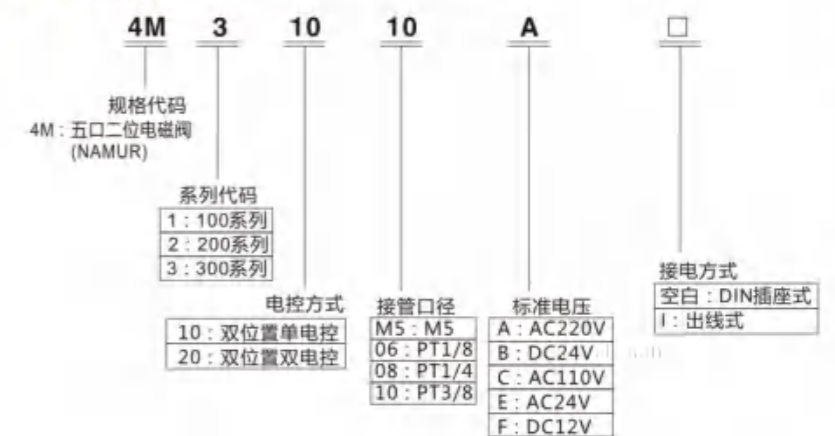 4M 3 10 10 A □
规格代码
4M：五口二位电磁阀
(NAMUR)
系列代码
1：100系列
2：200系列
3：300系列
电控方式
10：双位置单电控
20：双位置双电控
接管口径
M5：M5
06：PT1/8
08：PT1/4
10：PT3/8
标准电压
A：AC220V
B：DC24V
C：AC110V
E：AC24V
F：DC12V
接电方式
空白：DIN插座式
I：出线式